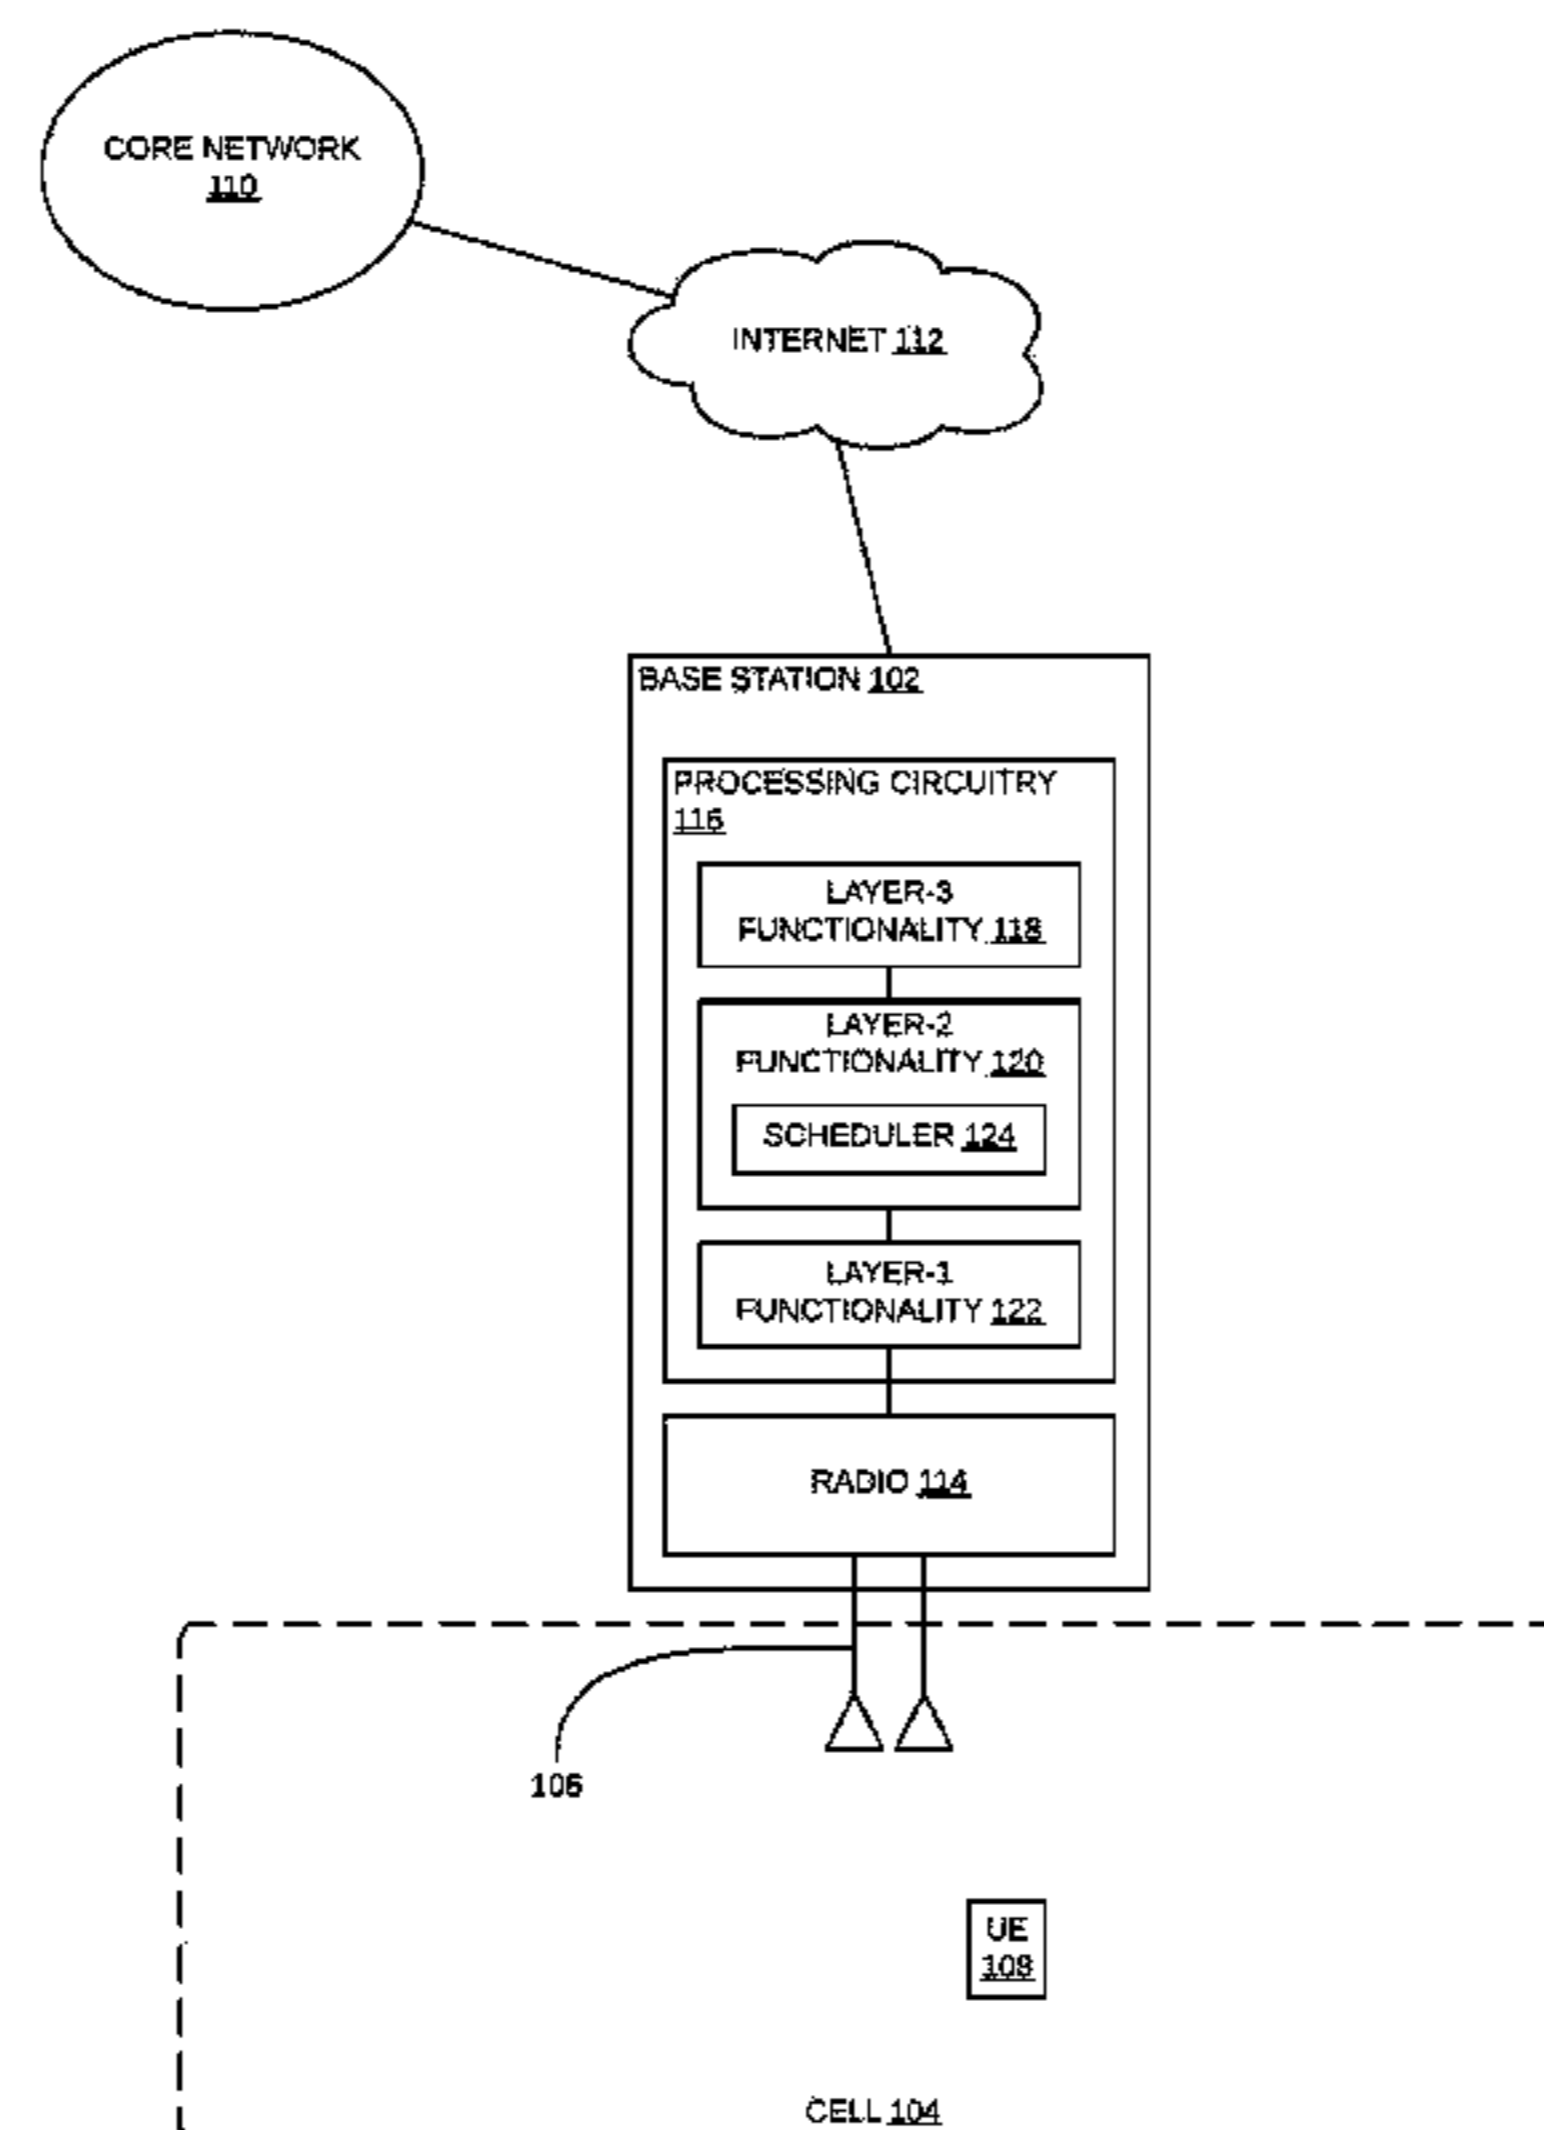 CORE NETWORK
110
INTERNET 112
BASE STATION 102
PROCESSING CIRCUITRY
116
LAYER-3
FUNCTIONALITY 118
LAYER-2
FUNCTIONALITY 120
SCHEDULER 124
LAYER-1
FUNCTIONALITY 122
RADIO 114
106
UE
108
CELL 104